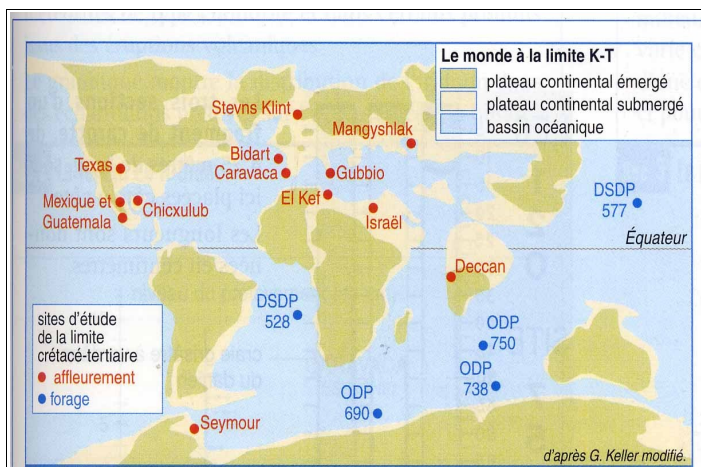 Le monde à la limite K-T
plateau continental émergé
plateau continental submergé
bassin océanique
Stevns Klint
Mangyshlak
Bidart
Caravaca
Gubbio
Texas
El Kef
Israël
Mexique et
Guatemala
Chicxulub
DSDP
577
Équateur
Deccan
DSDP
528
ODP
750
ODP
738
ODP
690
Seymour
sites d'étude
de la limite
crétacé-tertiaire
affleurement
forage
d'après G. Keller modifié.